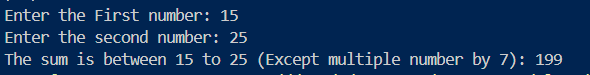 Enter the First number: 15
Enter the second number: 25
The sum is between 15 to 25 (Except multiple number by 7): 199